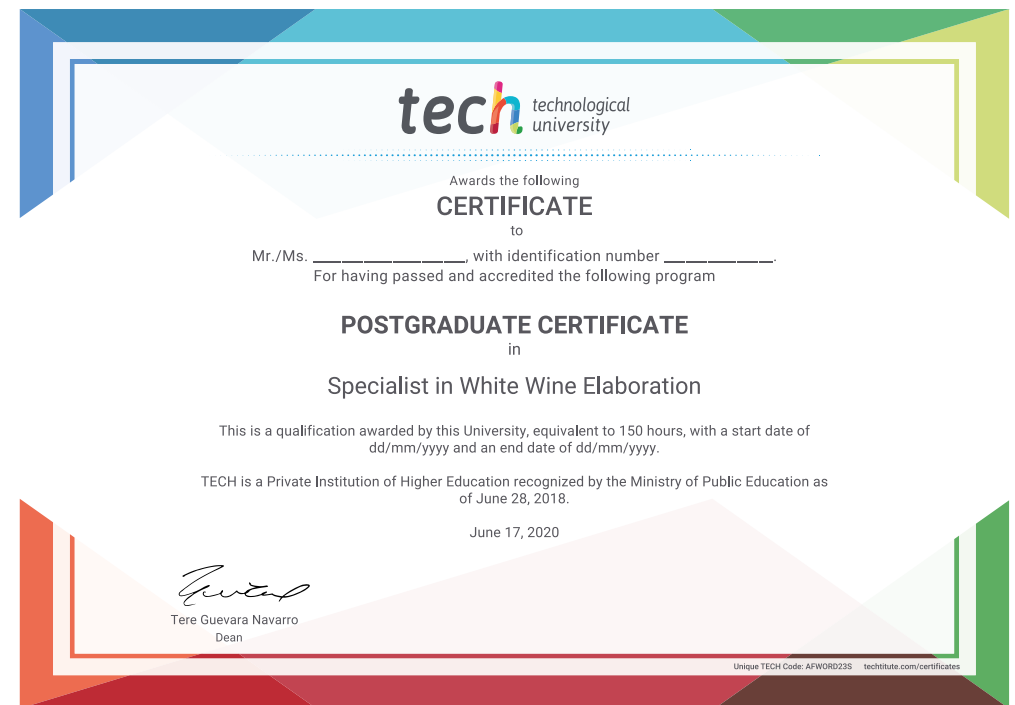 tech technological
university
Awards the following
CERTIFICATE
to
Mr./Ms. ____________________, with identification number ______________.
For having passed and accredited the following program
POSTGRADUATE CERTIFICATE
in
Specialist in White Wine Elaboration
This is a qualification awarded by this University, equivalent to 150 hours, with a start date of
dd/mm/yyyy and an end date of dd/mm/yyyy.
TECH is a Private Institution of Higher Education recognized by the Ministry of Public Education as
of June 28, 2018.
June 17, 2020
Tere Guevara Navarro
Dean
Unique TECH Code: AFWORD23S techtitute.com/certificates